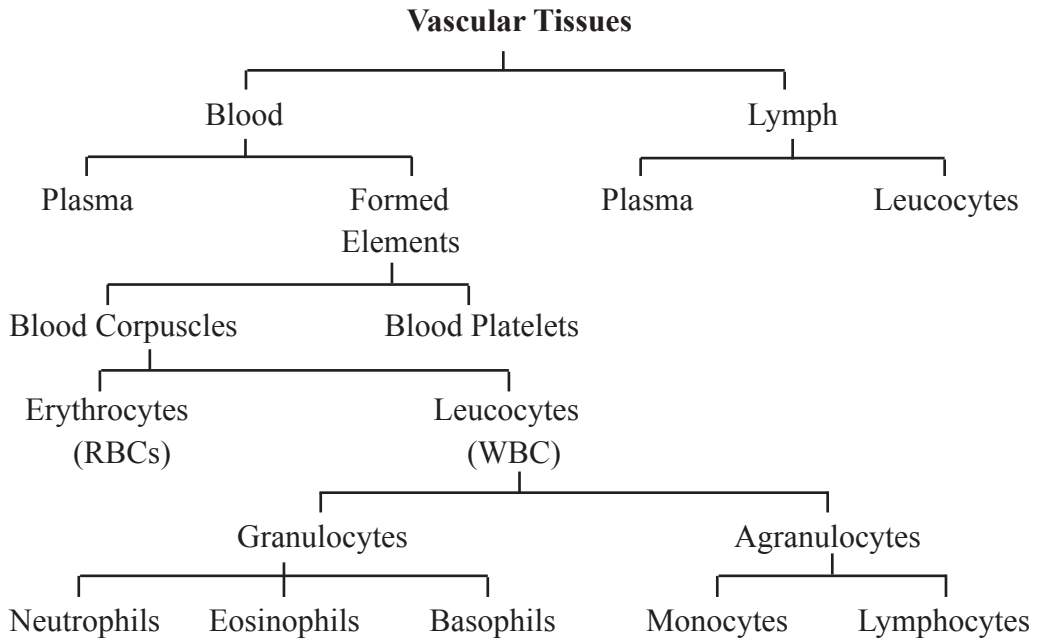 Vascular Tissues
Blood Lymph
Plasma Formed Plasma Leucocytes
Elements
Blood Corpuscles Blood Platelets
Erythrocytes Leucocytes
(RBCs) (WBC)
Granulocytes Agranulocytes
Neutrophils Eosinophils Basophils Monocytes Lymphocytes